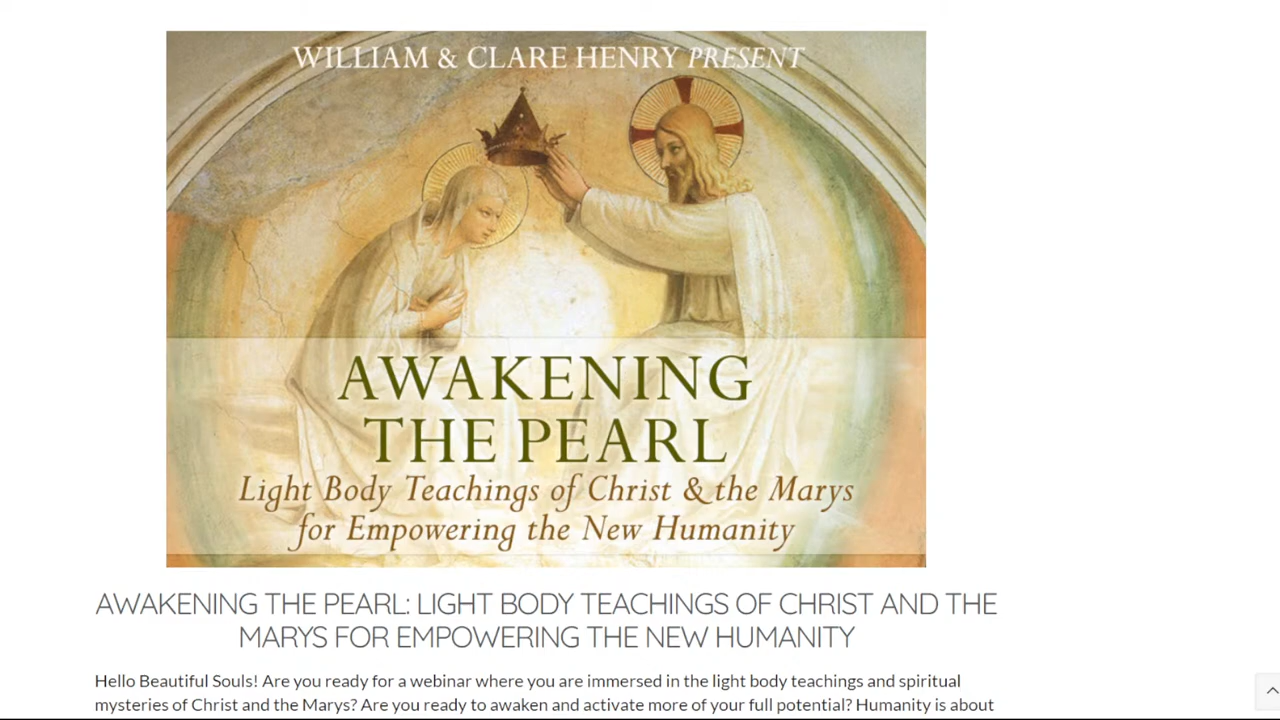 WILLIAM & CLARE HENRY PRESENT
AWAKENING
THE PEARL
Light Body Teachings of Christ & the Marys
for Empowering the New Humanity
AWAKENING THE PEARL: LIGHT BODY TEACHINGS OF CHRIST AND THE
MARYS FOR EMPOWERING THE NEW HUMANITY
Hello Beautiful Souls! Are you ready for a webinar where you are immersed in the light body teachings and spiritual
mysteries of Christ and the Marys? Are you ready to awaken and activate more of your full potential? Humanity is about